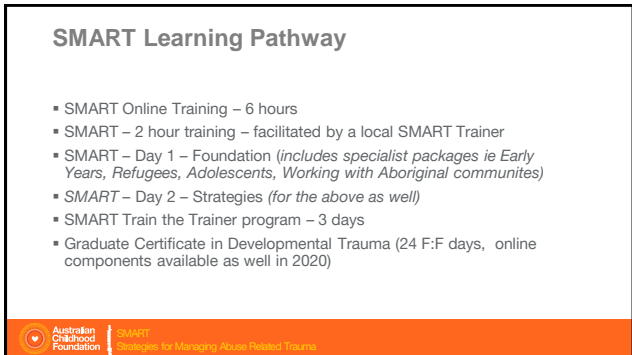 SMART Learning Pathway
▪ SMART Online Training – 6 hours
▪ SMART – 2 hour training – facilitated by a local SMART Trainer
▪ SMART – Day 1 – Foundation (includes specialist packages ie Early
Years, Refugees, Adolescents, Working with Aboriginal communites)
▪ SMART – Day 2 – Strategies (for the above as well)
▪ SMART Train the Trainer program – 3 days
▪ Graduate Certificate in Developmental Trauma (24 F:F days, online
components available as well in 2020)
Australian
Childhood
Foundation
SMART
Strategies for Managing Abuse Related Trauma